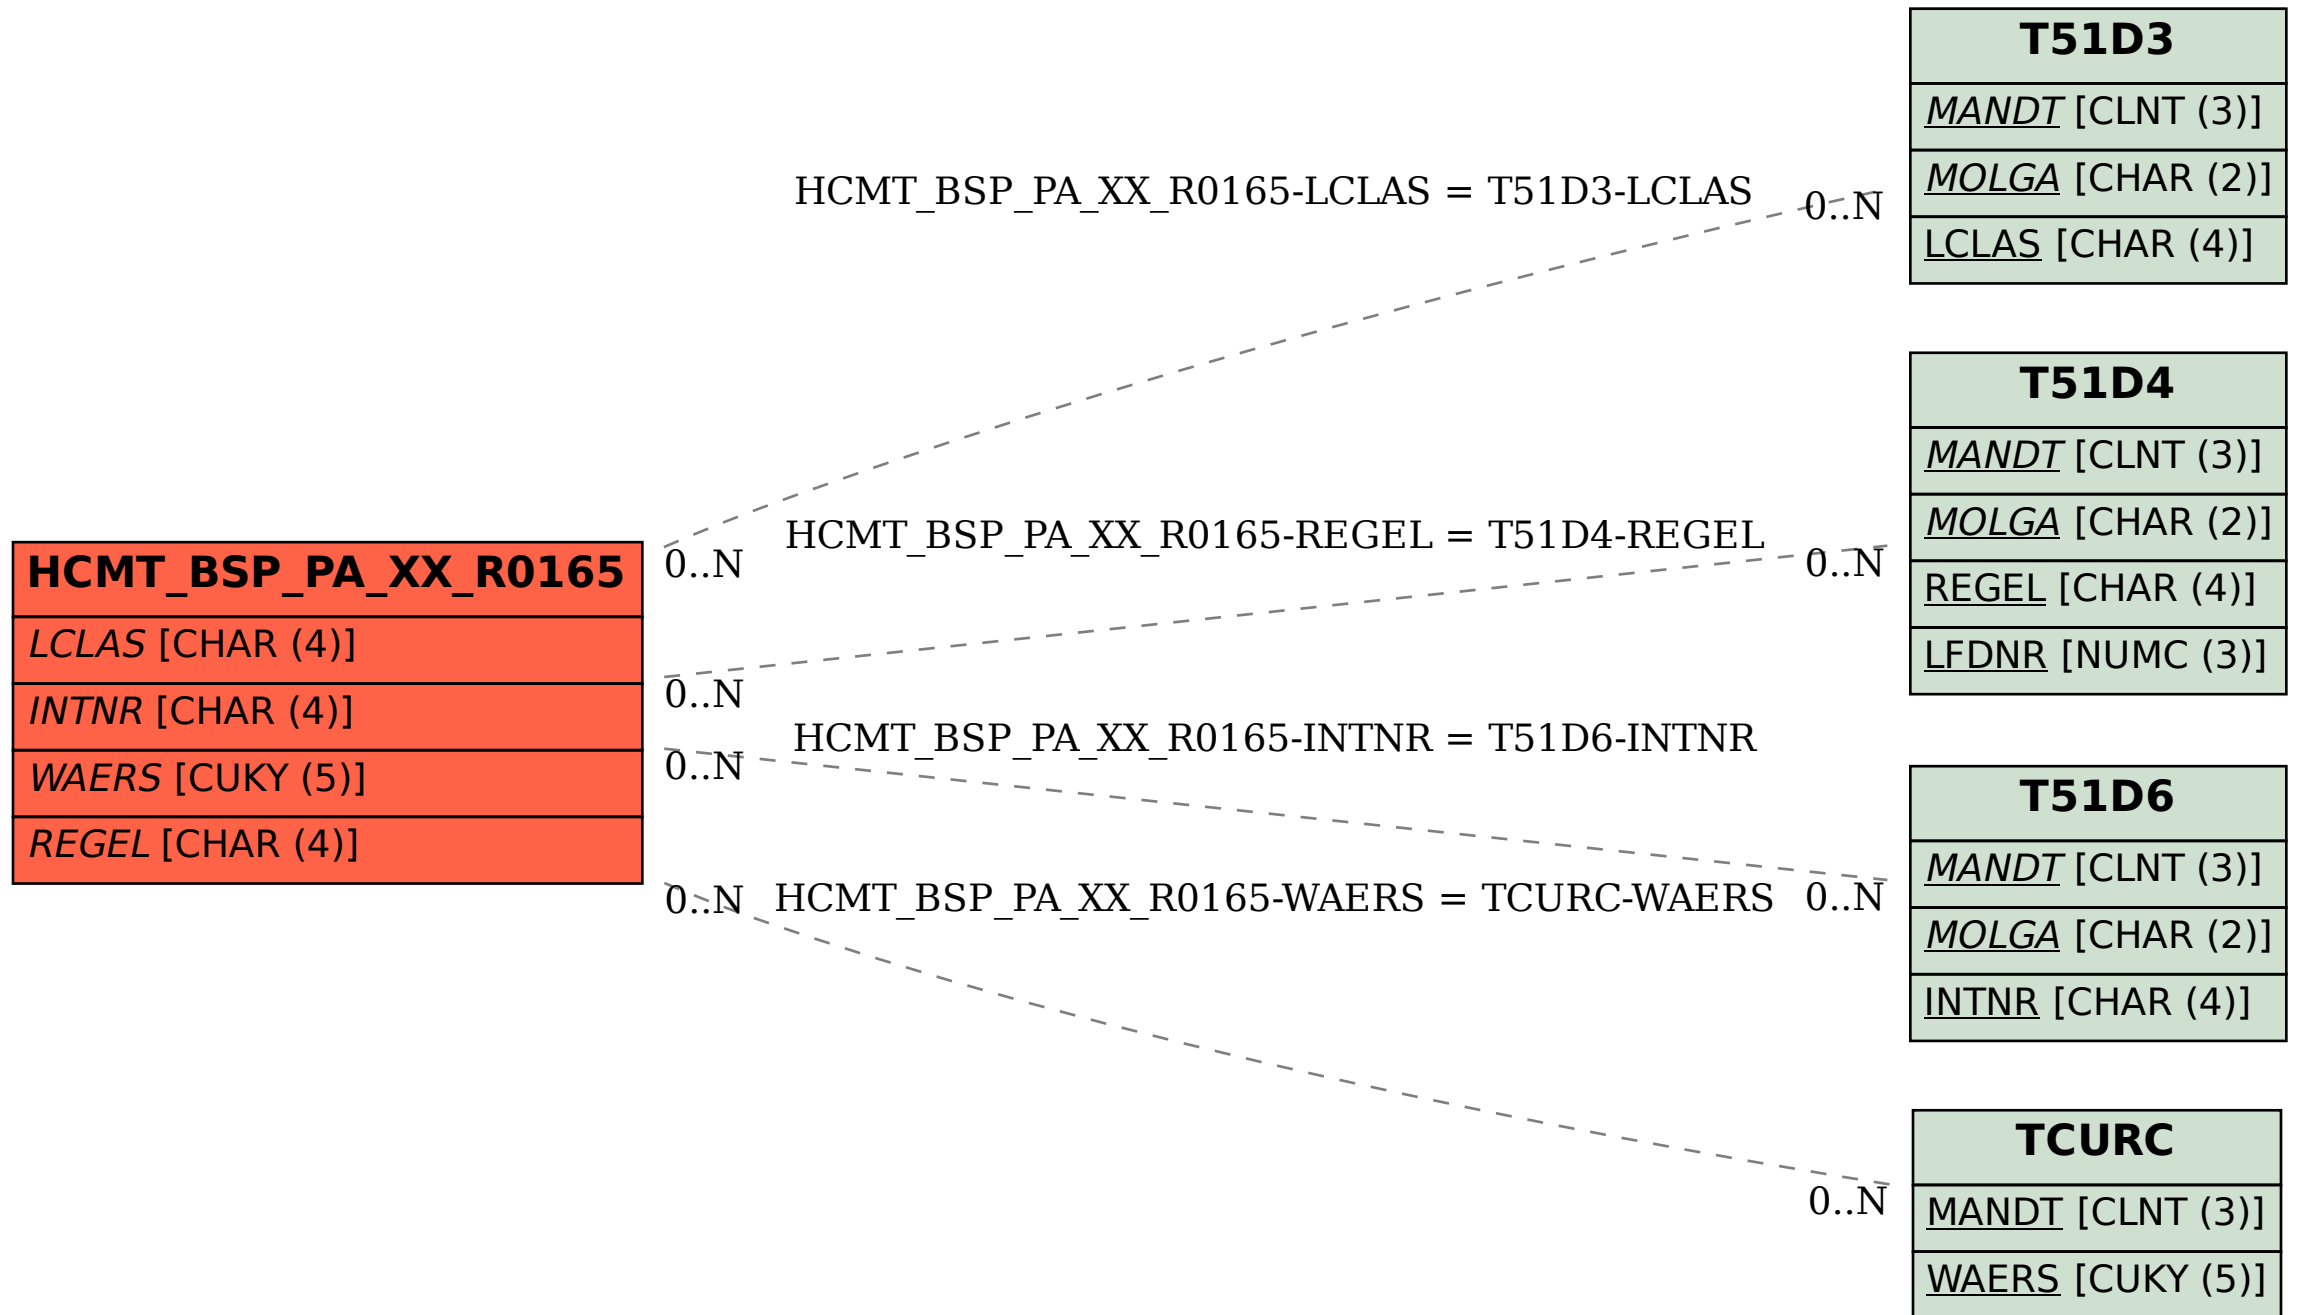 T51D3
MANDT [CLNT (3)]
MOLGA [CHAR (2)]
LCLAS [CHAR (4)]
HCMT_BSP_PA_XX_R0165-LCLAS = T51D3-LCLAS
0..N
0..N
T51D4
MANDT [CLNT (3)]
MOLGA [CHAR (2)]
REGEL [CHAR (4)]
LFDNR [NUMC (3)]
HCMT_BSP_PA_XX_R0165-REGEL = T51D4-REGEL
0..N
0..N
HCMT_BSP_PA_XX_R0165
LCLAS [CHAR (4)]
INTNR [CHAR (4)]
WAERS [CUKY (5)]
REGEL [CHAR (4)]
HCMT_BSP_PA_XX_R0165-INTNR = T51D6-INTNR
0..N
0..N
T51D6
MANDT [CLNT (3)]
MOLGA [CHAR (2)]
INTNR [CHAR (4)]
HCMT_BSP_PA_XX_R0165-WAERS = TCURC-WAERS
0..N
0..N
TCURC
MANDT [CLNT (3)]
WAERS [CUKY (5)]